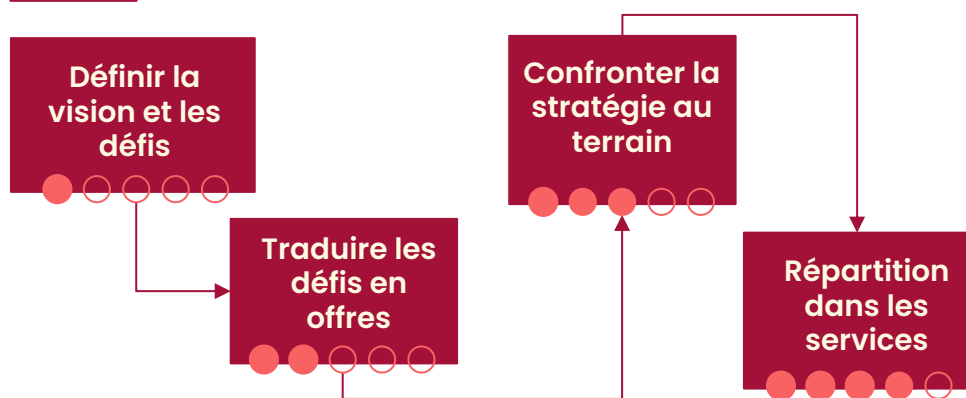 Définir la
vision et les
défis
Traduire les
défis en
offres
Confronter la
stratégie au
terrain
Répartition
dans les
services